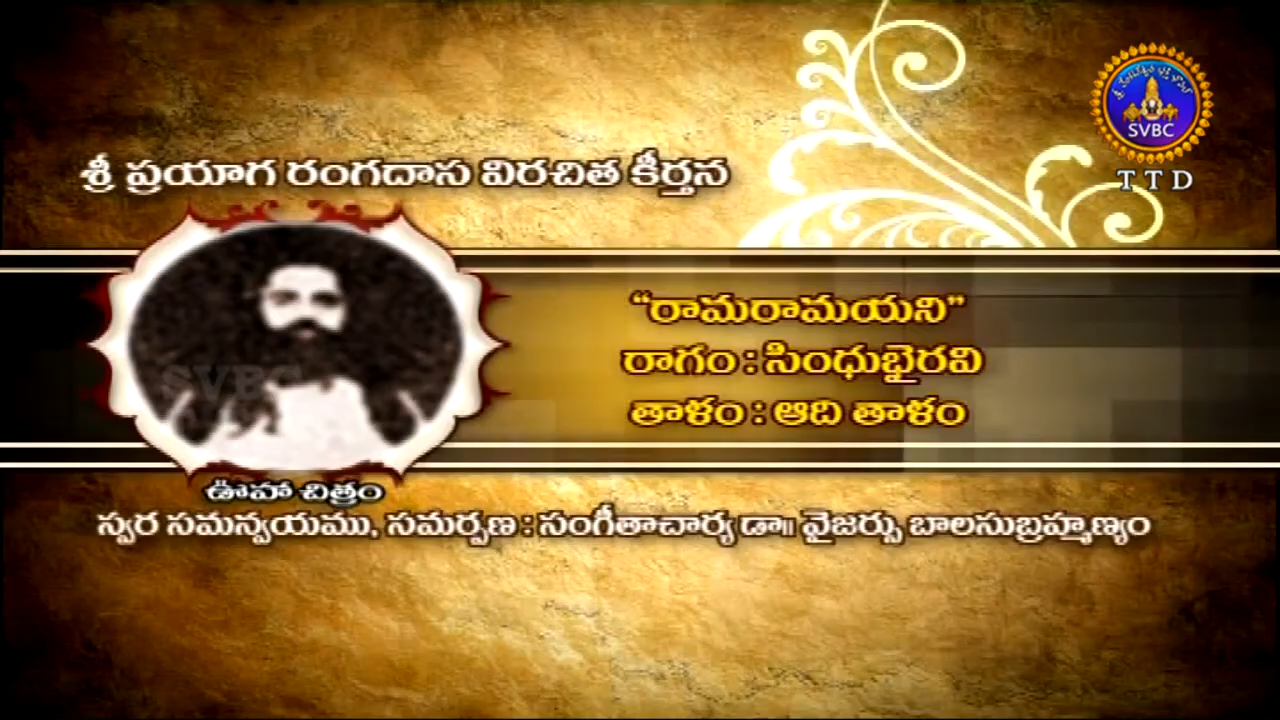 శ్రీ ప్రయాగ రంగదాస విరచిత కీర్తన
SVBC
T T D
“రామరామయని”
రాగం : సింధుభైరవి
తాళం : ఆది తాళం
SVBC
ఊహా చిత్రం
స్వర సమన్వయము, సమర్పణ : సంగీతాచార్య డా॥ వైజర్సు బాలసుబ్రహ్మణ్యం